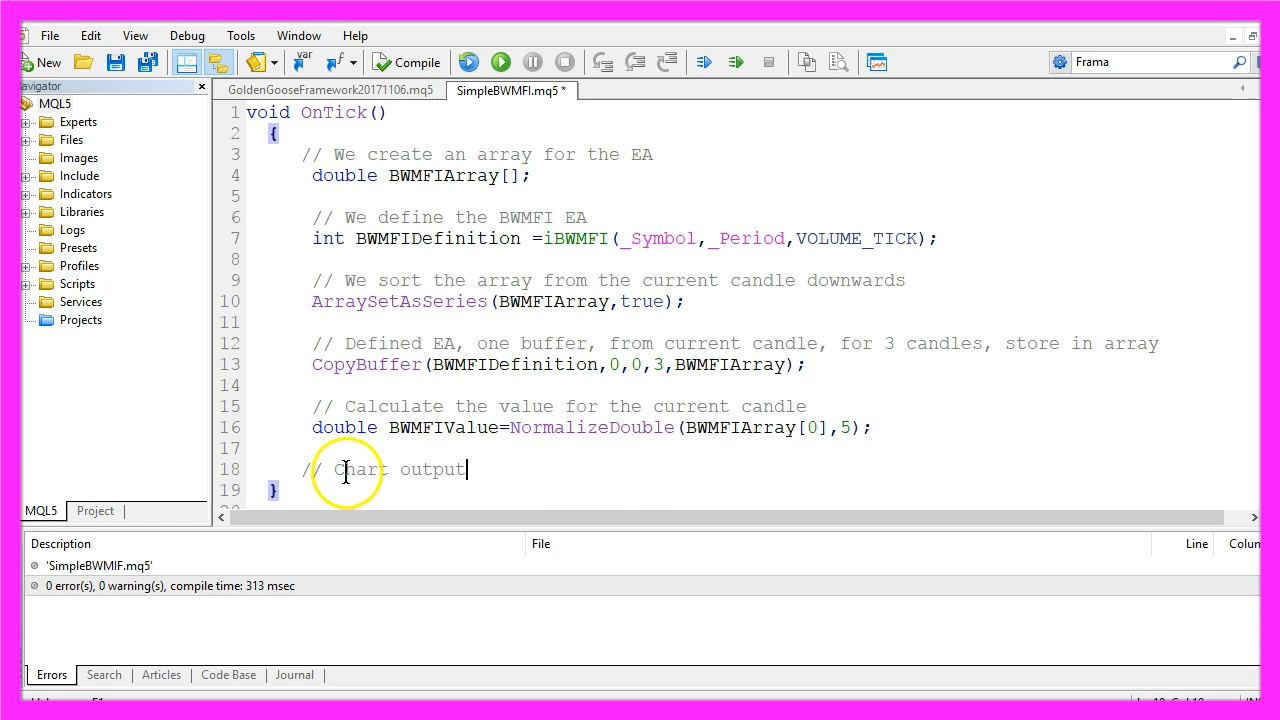 File Edit View Debug Tools Window Help
New Compile Frama
avigator GoldenGooseFramework20171106.mq5 SimpleBWMFI.mq5 *
MQL5
Experts
Files
Images
Include
Indicators
Libraries
Logs
Presets
Profiles
Scripts
Services
Projects
MQL5 Project
1 void OnTick()
2 {
3 // We create an array for the EA
4 double BWMFIArray[];
5
6 // We define the BWMFI EA
7 int BWMFIDefinition =iBWMFI(_Symbol,_Period,VOLUME_TICK);
8
9 // We sort the array from the current candle downwards
10 ArraySetAsSeries(BWMFIArray,true);
11
12 // Defined EA, one buffer, from current candle, for 3 candles, store in array
13 CopyBuffer(BWMFIDefinition,0,0,3,BWMFIArray);
14
15 // Calculate the value for the current candle
16 double BWMFIValue=NormalizeDouble(BWMFIArray[0],5);
17
18 // Chart output
19 }
Description File Line Colun
'SimpleBWMIF.mq5'
0 error(s), 0 warning(s), compile time: 313 msec
Errors Search Articles Code Base Journal